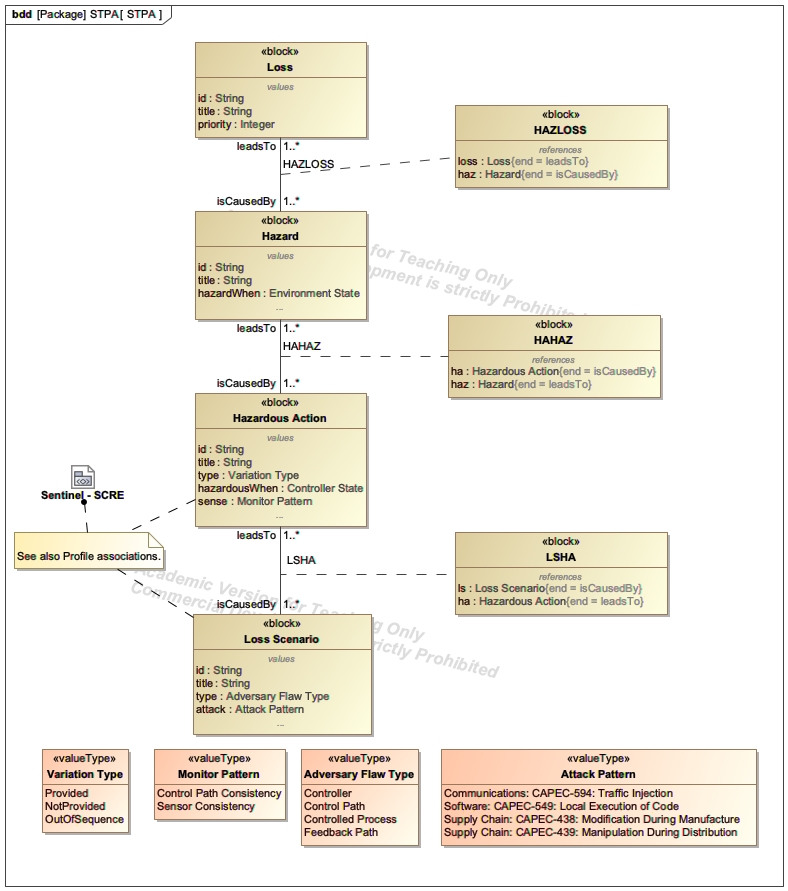 bdd [Package] STPA[ STPA ]
«block»
Loss
values
id : String
title : String
priority : Integer
leadsTo 1..*
HAZLOSS
isCausedBy 1..*
«block»
HAZLOSS
references
loss : Loss{end = leadsTo}
haz : Hazard{end = isCausedBy}
«block»
Hazard
values
id : String
title : String
hazardWhen : Environment State
...
for Teaching Only
opment is strictly Prohibite
leadsTo 1..*
HAHAZ
isCausedBy 1..*
«block»
HAHAZ
references
ha : Hazardous Action{end = isCausedBy}
haz : Hazard{end = leadsTo}
«block»
Hazardous Action
values
id : String
title : String
type : Variation Type
hazardousWhen : Controller State
sense : Monitor Pattern
...
Sentinel - SCRE
See also Profile associations.
leadsTo 1..*
LSHA
isCausedBy 1..*
«block»
LSHA
references
ls : Loss Scenario{end = isCausedBy}
ha : Hazardous Action{end = leadsTo}
Academic Version for Teaching Only
Commercial De
strictly Prohibited
«block»
Loss Scenario
values
id : String
title : String
type : Adversary Flaw Type
attack : Attack Pattern
...
«valueType»
Variation Type
Provided
NotProvided
OutOfSequence
«valueType»
Monitor Pattern
Control Path Consistency
Sensor Consistency
«valueType»
Adversary Flaw Type
Controller
Control Path
Controlled Process
Feedback Path
«valueType»
Attack Pattern
Communications: CAPEC-594: Traffic Injection
Software: CAPEC-549: Local Execution of Code
Supply Chain: CAPEC-438: Modification During Manufacture
Supply Chain: CAPEC-439: Manipulation During Distribution